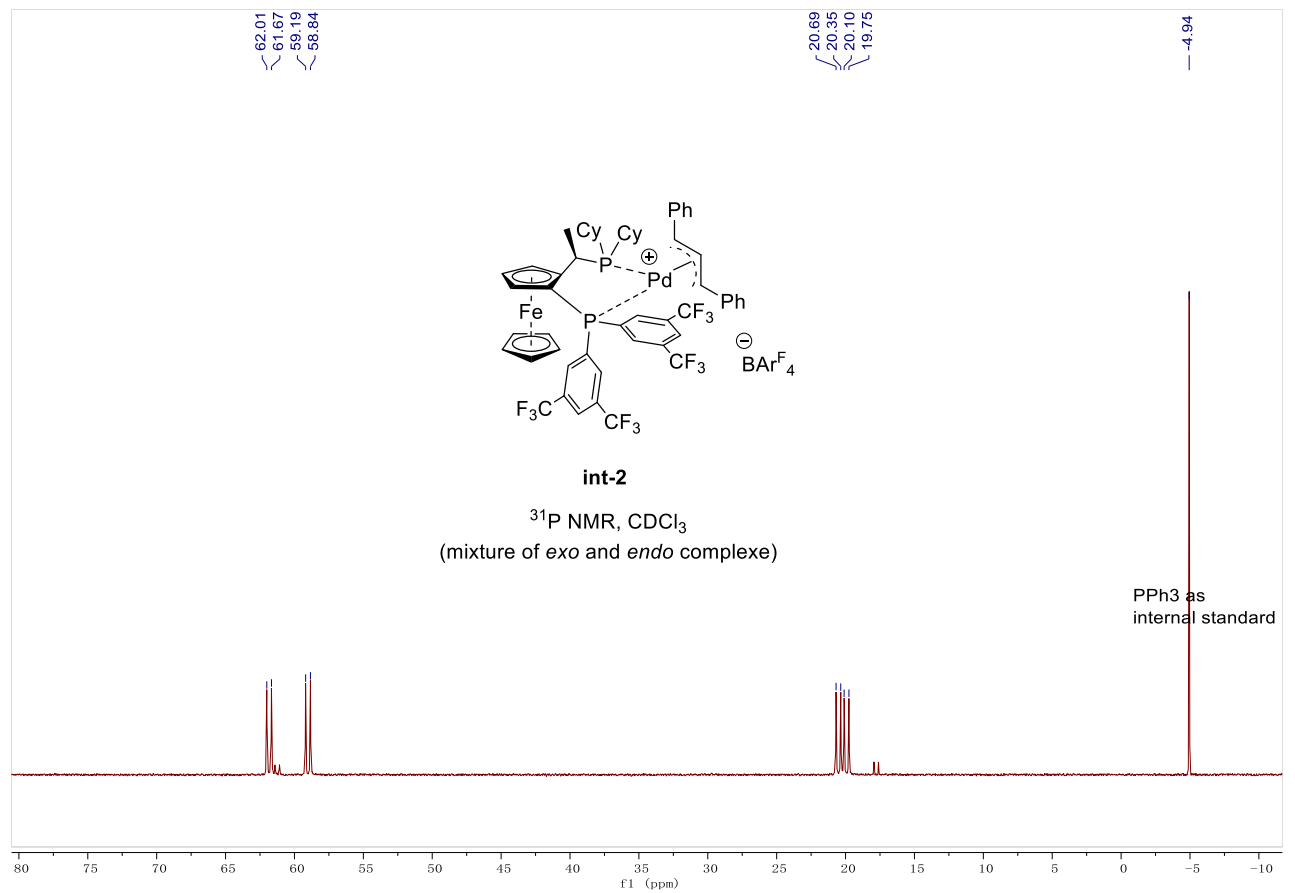 62.01
61.67
59.19
58.84
20.69
20.35
20.10
19.75
-4.94
Ph
Cy
Cy
P
⊕
Pd
Ph
Fe
P
CF3
CF3
⊖
BArF4
F3C
CF3
int-2
31P NMR, CDCl3
(mixture of exo and endo complexe)
PPh3 as
internal standard
80 75 70 65 60 55 50 45 40 35 30 25 20 15 10 5 0 -5 -10
f1 (ppm)